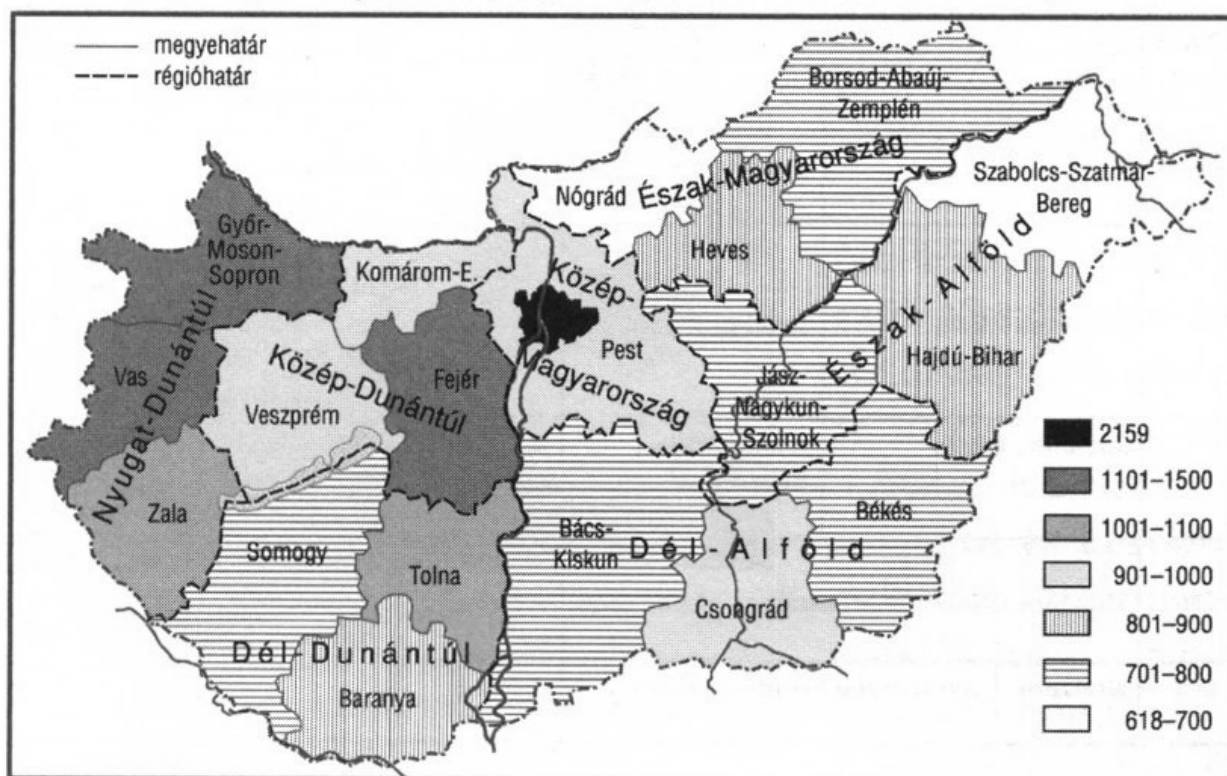 megyehatár
régióhatár
Borsod-Abaúj-
Zemplén
Szabolcs-Szatmár-
Bereg
Nógrád
Észak-Magyarország
Győr-
Moson-
Sopron
Heves
Komárom-E.
Közép-
Magyarország
Pest
Észak-Alföld
Hajdú-Bihar
Vas
Nyugat-Dunántúl
Közép-Dunántúl
Fejér
Veszprém
Jász-
Nagykun-
Szolnok
Zala
Somogy
Tolna
Bács-
Kiskun
Dél-Alföld
Békés
Csongrád
Dél-Dunántúl
Baranya
2159
1101–1500
1001–1100
901–1000
801–900
701–800
618–700